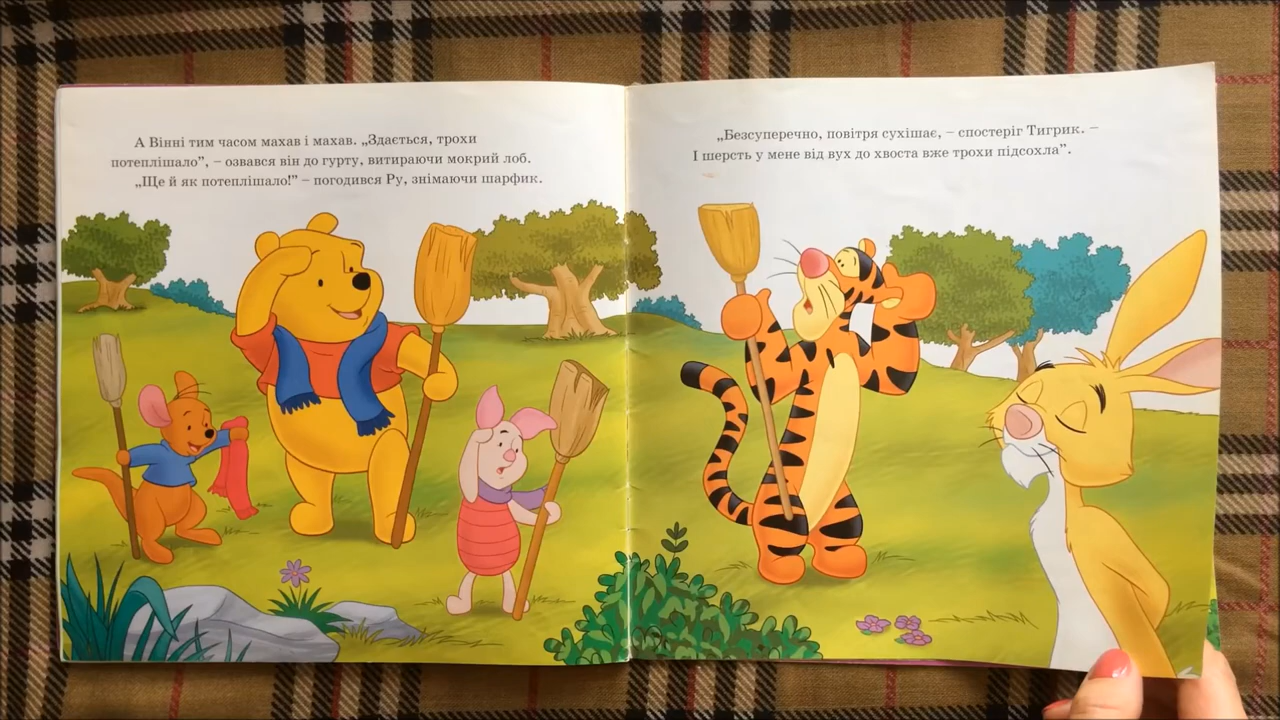 А Вінні тим часом махав і махав. „Здається, трохи
потеплішало”, – озвався він до гурту, витираючи мокрий лоб.
„Ще й як потеплішало!” – погодився Ру, знімаючи шарфик.
„Безсуперечно, повітря сухішає, – спостеріг Тигрик. –
І шерсть у мене від вух до хвоста вже трохи підсохла”.